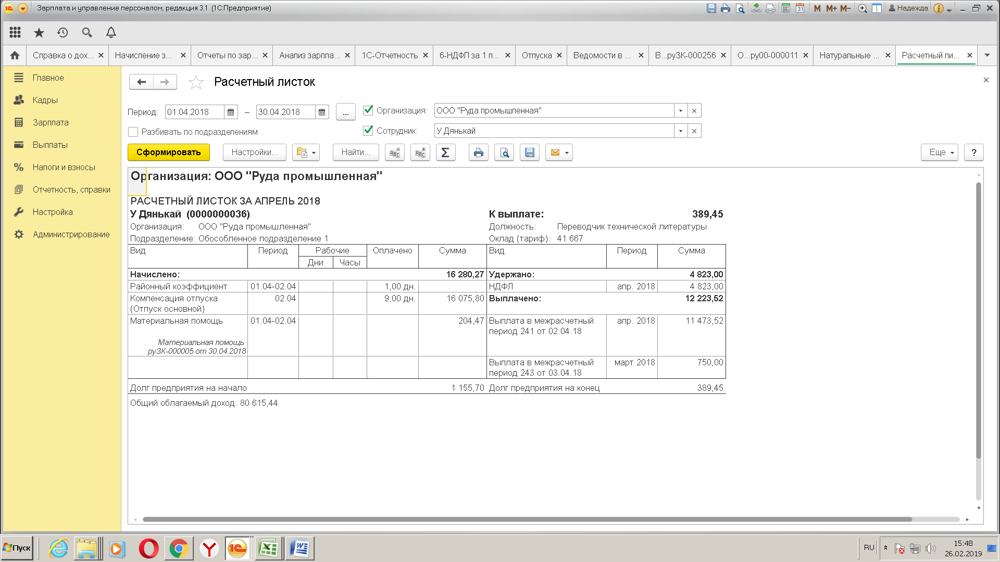 Зарплата и управление персоналом, редакция 3.1 (1С:Предприятие)
31 M M+ M- Надежда
Справка о дох... Начисление з... Отчеты по зар... Анализ зарпла... 1С-Отчетность 6-НДФЛ за 1 п... Отпуска Ведомости в ... В...руЗК-000256 О...ру00-000011 Натуральные ... Расчетный ли...
Главное
Кадры
Зарплата
Выплаты
Налоги и взносы
Отчетность, справки
Настройка
Администрирование
Расчетный листок
Период: 01.04.2018 – 30.04.2018 ... Организация: ООО "Руда промышленная"
Разбивать по подразделениям Сотрудник: У Дянькай
Сформировать Настройки... Найти... Еще ?
Организация: ООО "Руда промышленная"
РАСЧЕТНЫЙ ЛИСТОК ЗА АПРЕЛЬ 2018
У Дянькай (0000000036) К выплате: 389,45
Организация: ООО "Руда промышленная" Должность: Переводчик технической литературы
Подразделение: Обособленное подразделение 1 Оклад (тариф): 41 667
Вид Период Рабочие Оплачено Сумма Вид Период Сумма
Дни Часы
Начислено: 16 280,27 Удержано: 4 823,00
Районный коэффициент 01.04-02.04 1,00 дн. НДФЛ апр. 2018 4 823,00
Компенсация отпуска 02.04 9,00 дн. 16 075,80 Выплачено: 12 223,52
(Отпуск основной)
Материальная помощь 01.04-02.04 204,47 Выплата в межрасчетный апр. 2018 11 473,52
период 241 от 02.04.18
Материальная помощь
руЗК-000005 от 30.04.2018
Выплата в межрасчетный март 2018 750,00
период 243 от 03.04.18
Долг предприятия на начало 1 155,70 Долг предприятия на конец 389,45
Общий облагаемый доход: 80 615,44
Пуск RU 15:48
26.02.2019